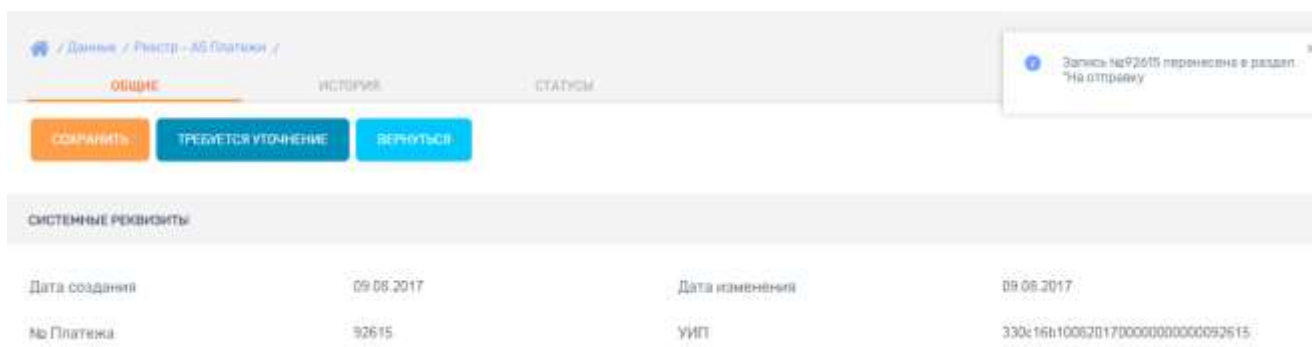 / Данные / Реестр - АБ Платежи /
Запись №92615 перенесена в раздел
"На отправку
ОБЩИЕ ИСТОРИЯ СТАТУСЫ
СОХРАНИТЬ ТРЕБУЕТСЯ УТОЧНЕНИЕ ВЕРНУТЬСЯ
СИСТЕМНЫЕ РЕКВИЗИТЫ
Дата создания 09.08.2017 Дата изменения 09.08.2017
№ Платежа 92615 УИП